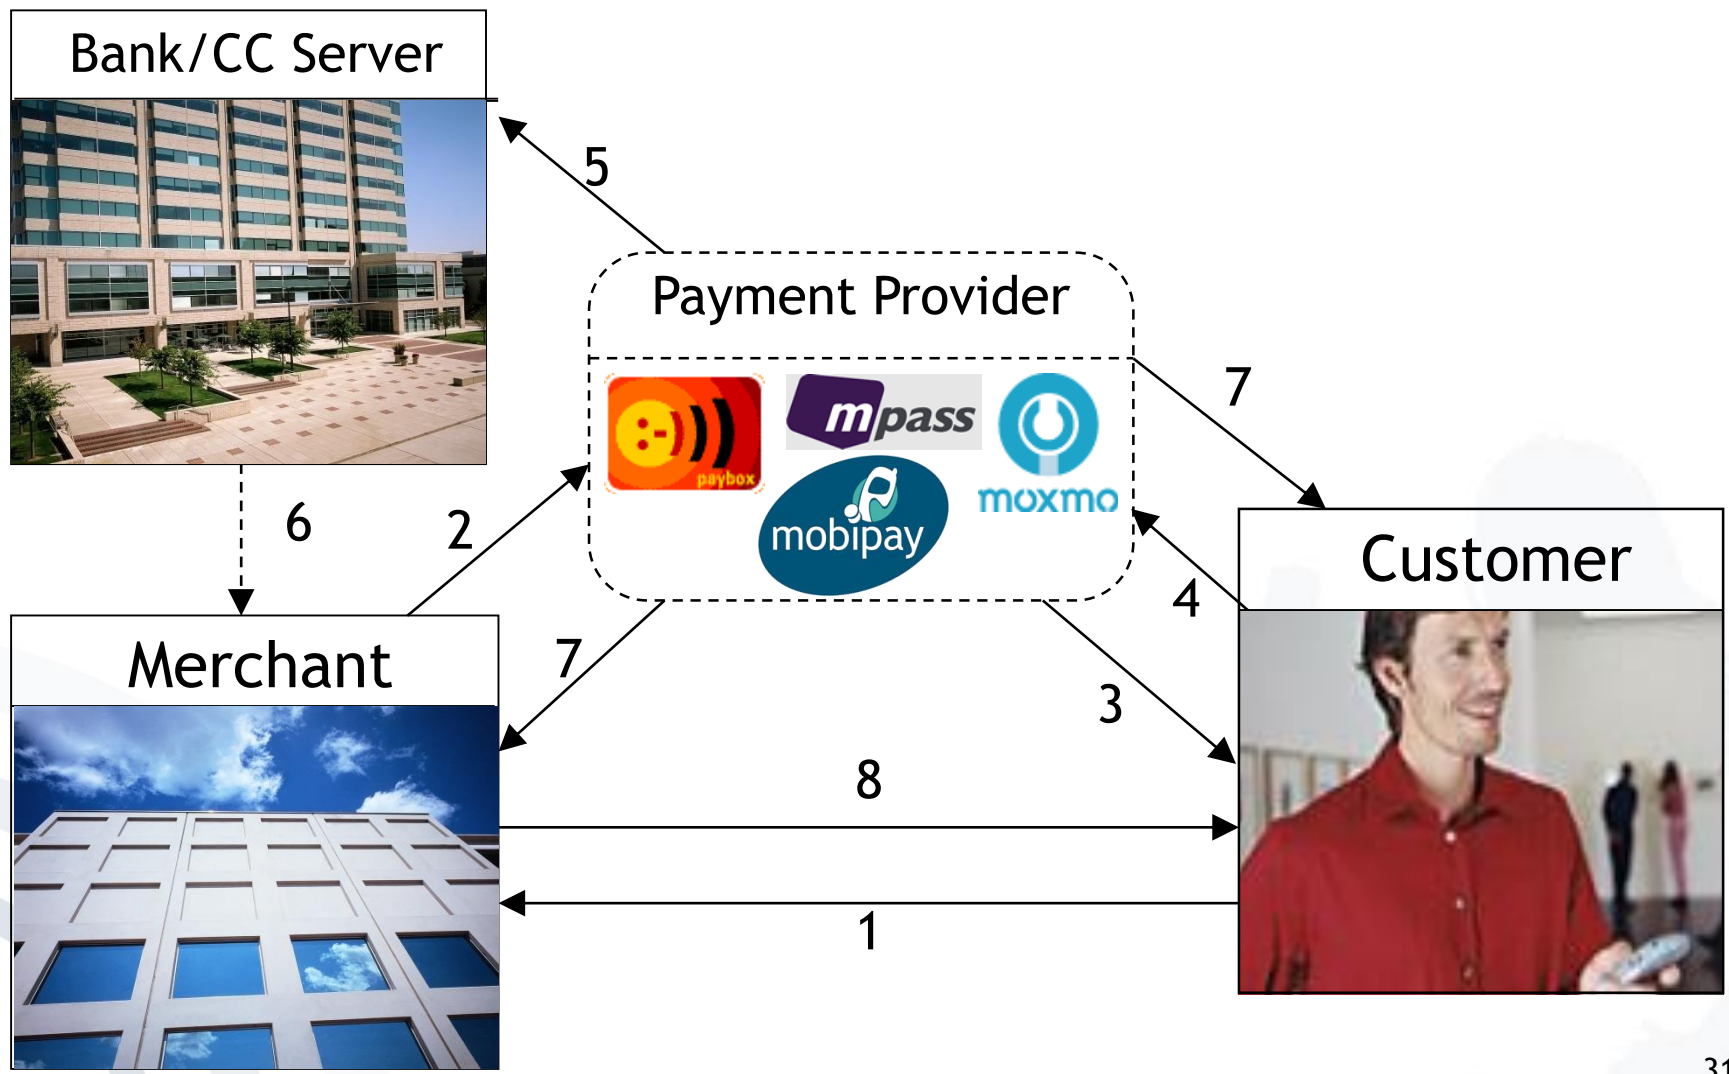 Bank/CC Server
5
Payment Provider
7
paybox
mpass
moxmo
mobipay
6
2
4
Customer
Merchant
7
3
8
1
31